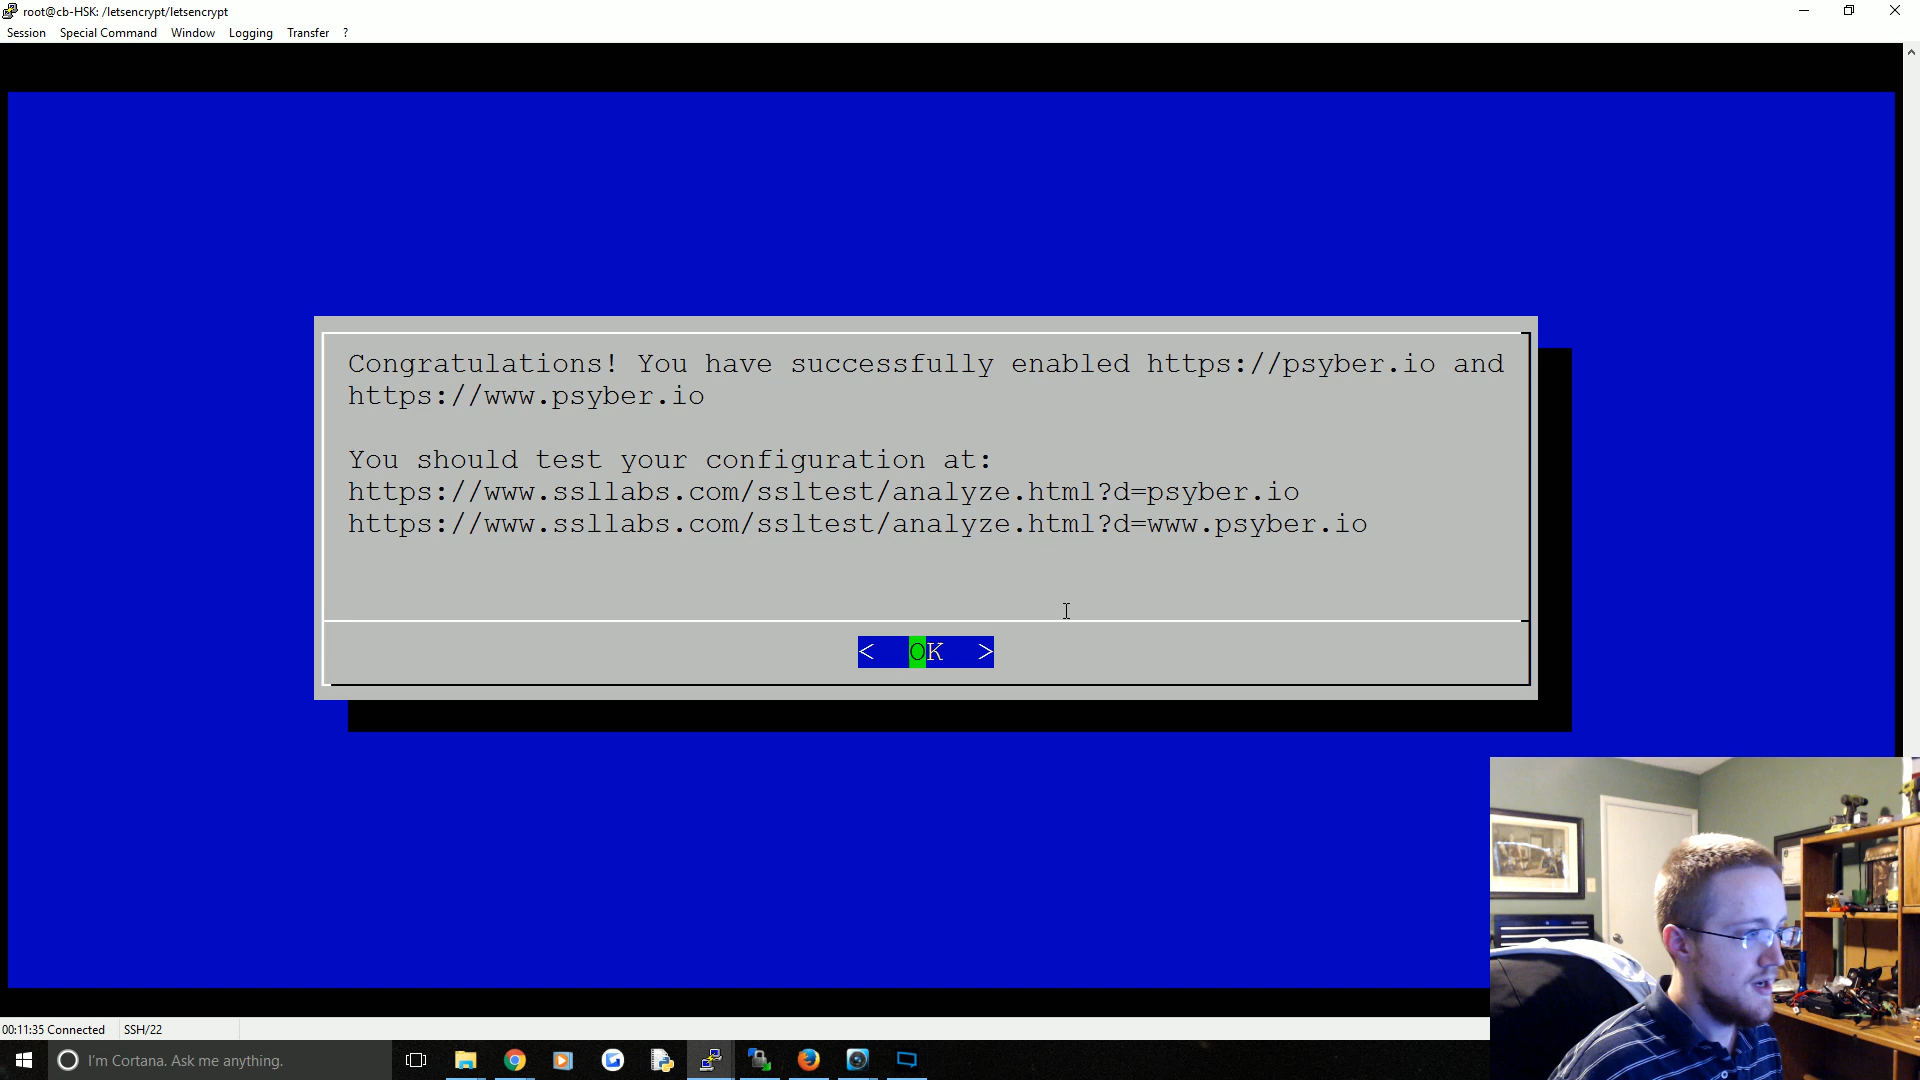 root@cb-HSK: /letsencrypt/letsencrypt
Session Special Command Window Logging Transfer ?
Congratulations! You have successfully enabled https://psyber.io and
https://www.psyber.io
You should test your configuration at:
https://www.ssllabs.com/ssltest/analyze.html?d=psyber.io
https://www.ssllabs.com/ssltest/analyze.html?d=www.psyber.io
< OK >
00:11:35 Connected SSH/22
I'm Cortana. Ask me anything.